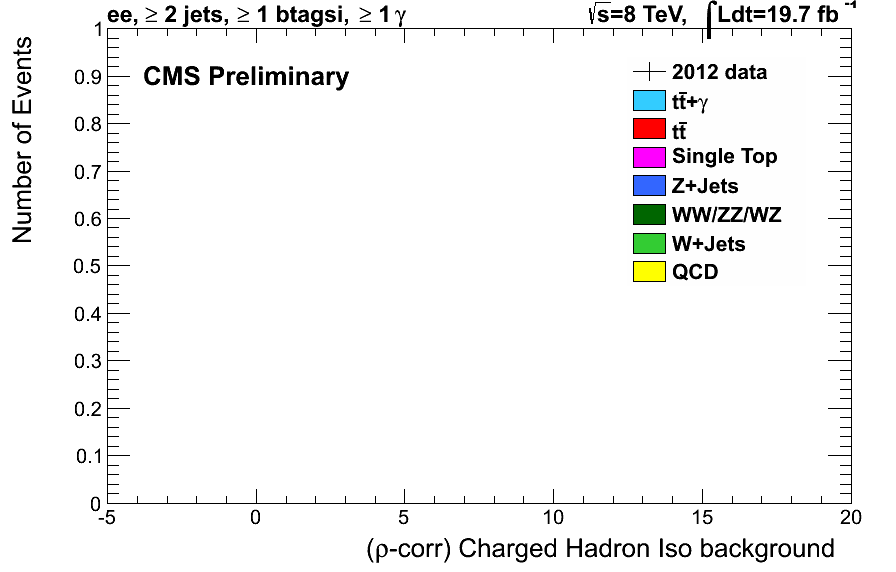 ee, ≥ 2 jets, ≥ 1 btagsi, ≥ 1 γ
√s=8 TeV, ∫Ldt=19.7 fb⁻¹
Number of Events
1
0.9
0.8
0.7
0.6
0.5
0.4
0.3
0.2
0.1
0
CMS Preliminary
2012 data
tt̄+γ
tt̄
Single Top
Z+Jets
WW/ZZ/WZ
W+Jets
QCD
-5 0 5 10 15 20
(ρ-corr) Charged Hadron Iso background